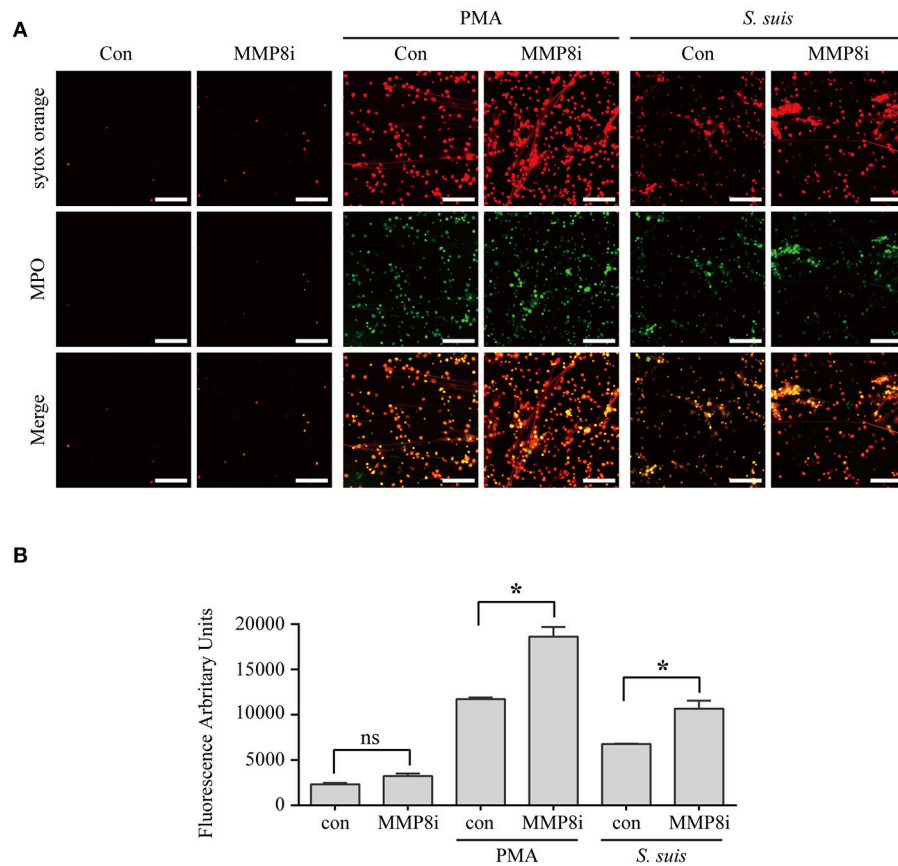 A
PMA
S. suis
Con
MMP8i
Con
MMP8i
Con
MMP8i
sytox orange
MPO
Merge
B
Fluorescence Arbritary Units
20000
15000
10000
5000
0
ns
*
*
con
MMP8i
con
MMP8i
con
MMP8i
PMA
S. suis